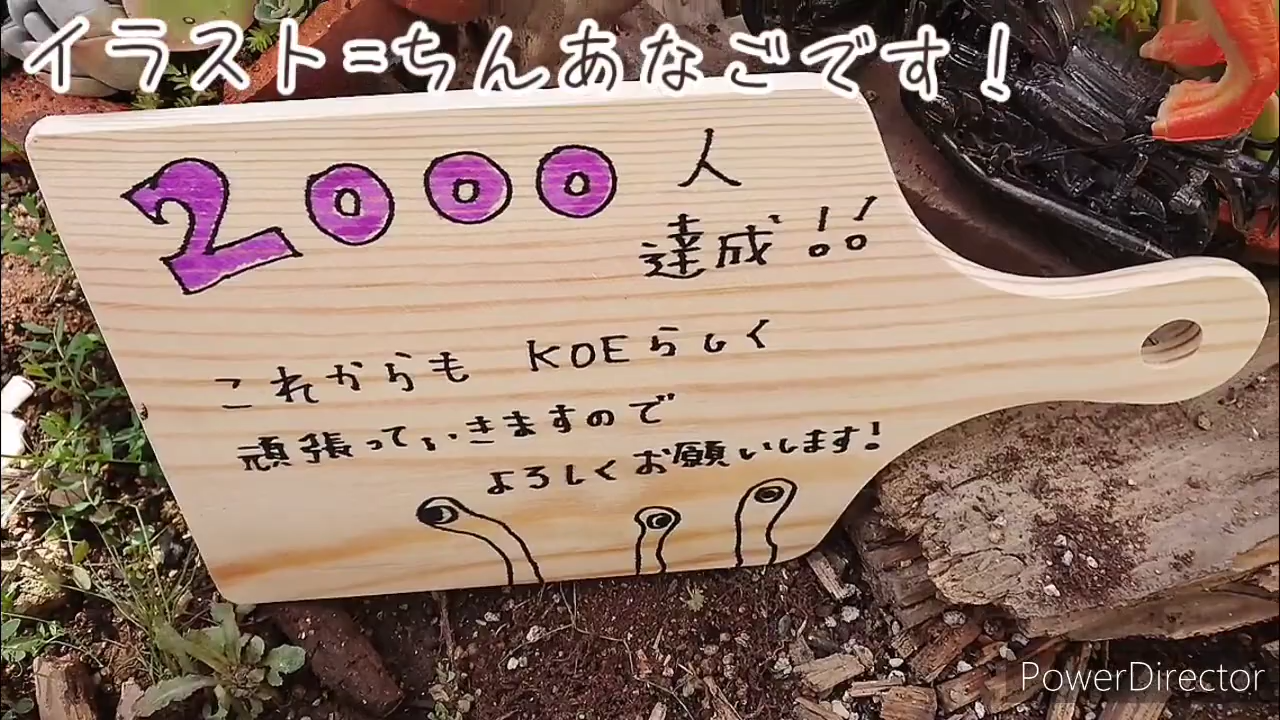 イラスト=ちんあなごです!
2000人
達成!!
これからも KOEらしく
頑張っていきますので
よろしくお願いします!
PowerDirector